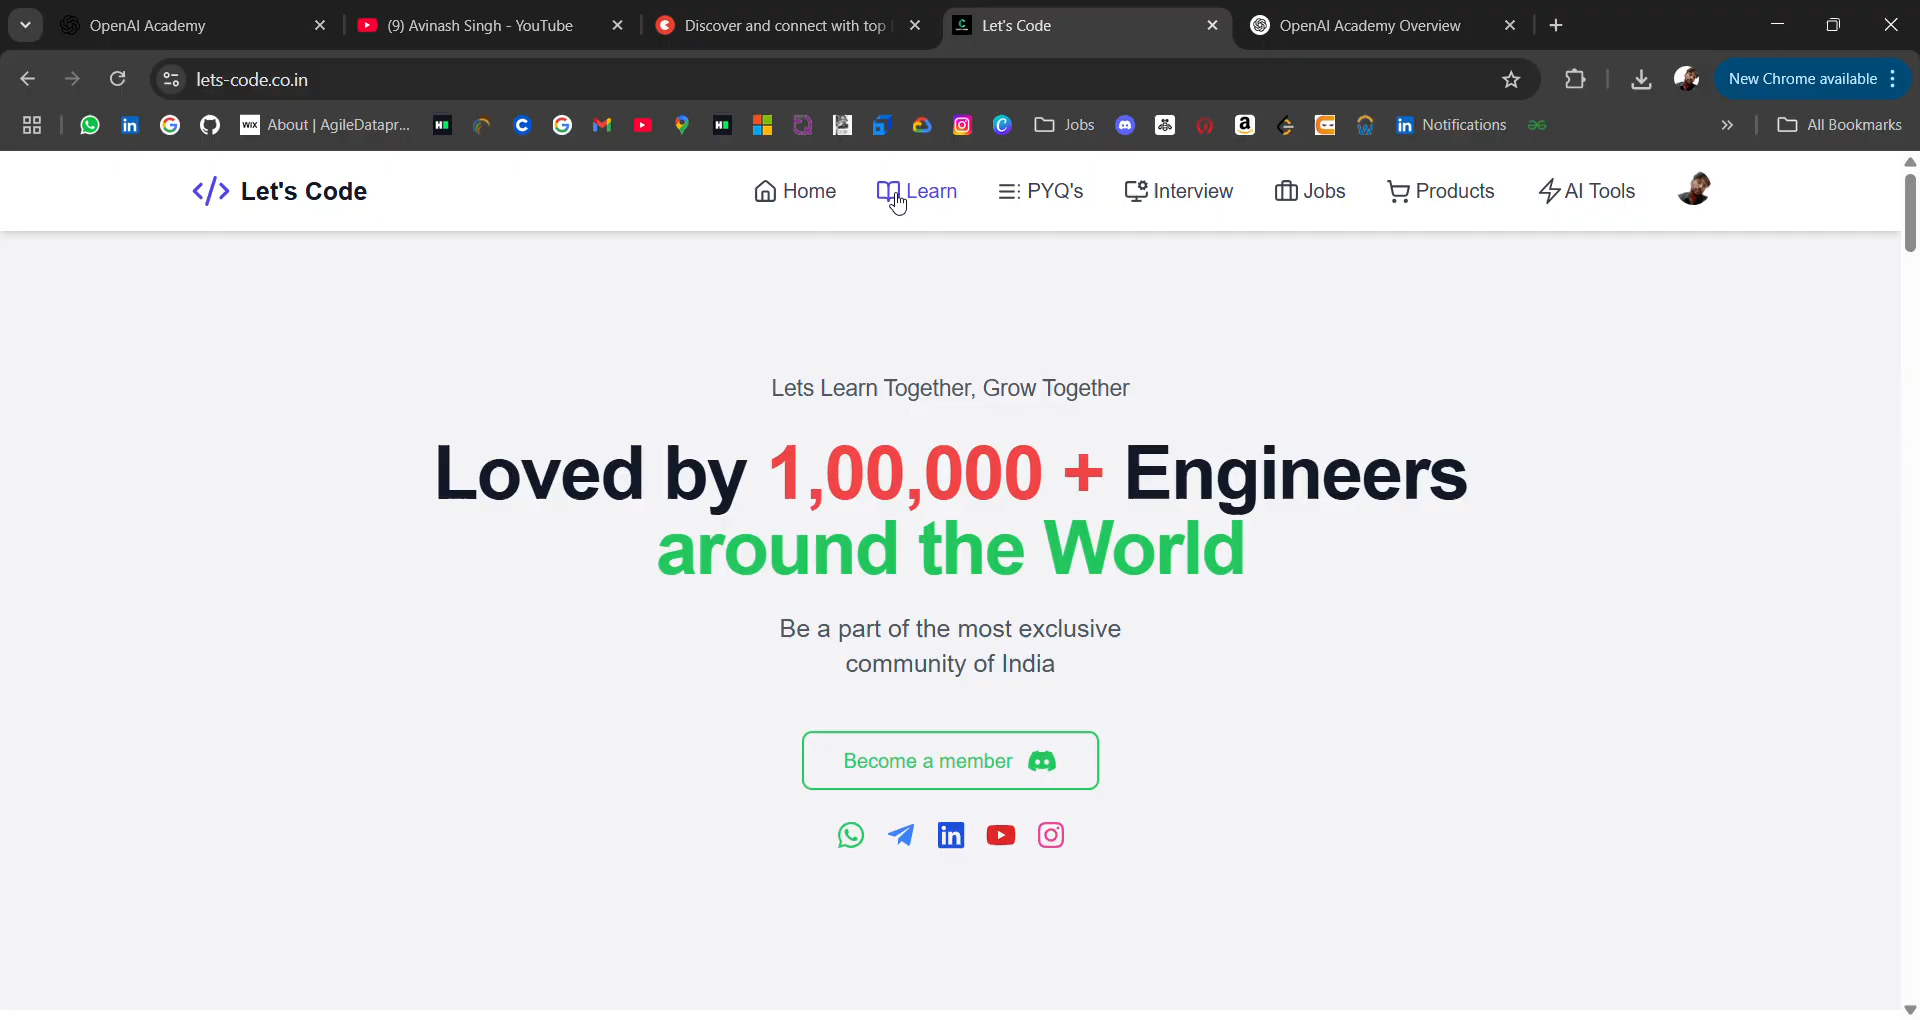 OpenAI Academy
(9) Avinash Singh - YouTube
Discover and connect with top
Let's Code
OpenAI Academy Overview
lets-code.co.in
New Chrome available
WIX
About | AgileDatapr...
Jobs
Notifications
All Bookmarks
</> Let's Code
Home
Learn
PYQ's
Interview
Jobs
Products
AI Tools
Lets Learn Together, Grow Together
Loved by 1,00,000 + Engineers
around the World
Be a part of the most exclusive
community of India
Become a member